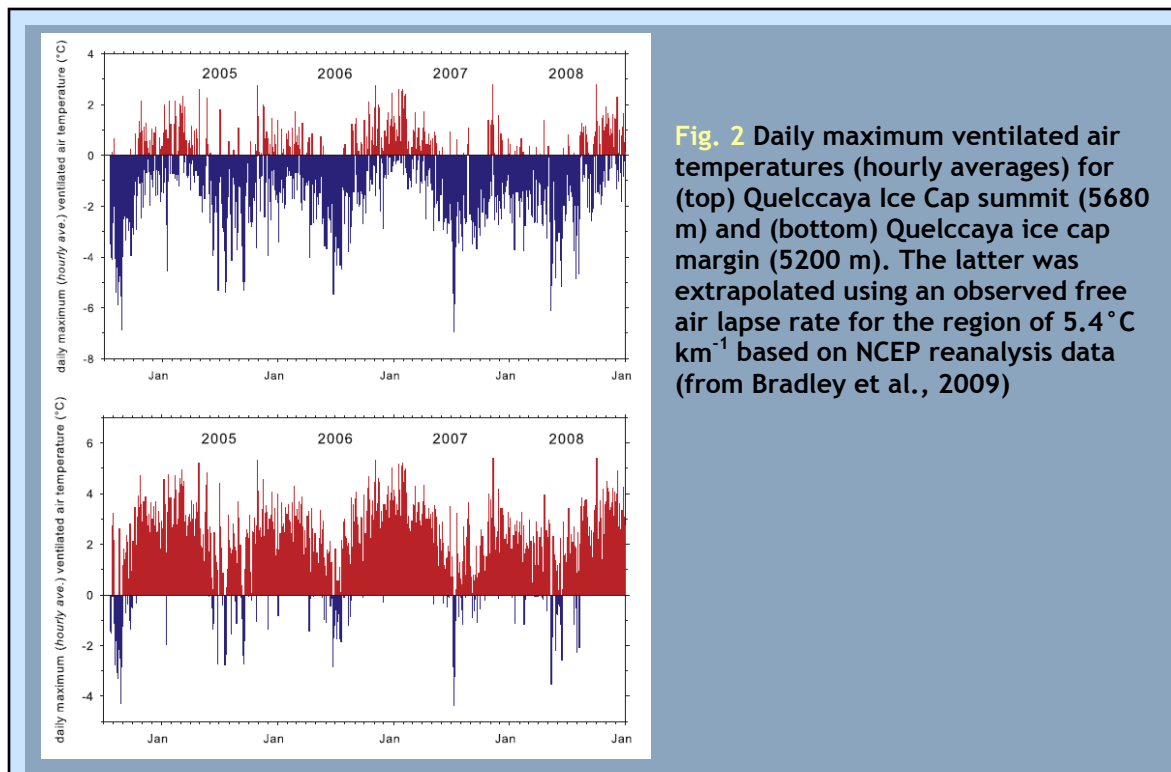 daily maximum (hourly ave.) ventilated air temperature (°C)
4
2
0
-2
-4
-6
-8
2005 2006 2007 2008
Jan Jan Jan Jan Jan
daily maximum (hourly ave.) ventilated air temperature (°C)
6
4
2
0
-2
-4
2005 2006 2007 2008
Jan Jan Jan Jan Jan
Fig. 2 Daily maximum ventilated air
temperatures (hourly averages) for
(top) Quelccaya Ice Cap summit (5680
m) and (bottom) Quelccaya ice cap
margin (5200 m). The latter was
extrapolated using an observed free
air lapse rate for the region of 5.4°C
km⁻¹ based on NCEP reanalysis data
(from Bradley et al., 2009)